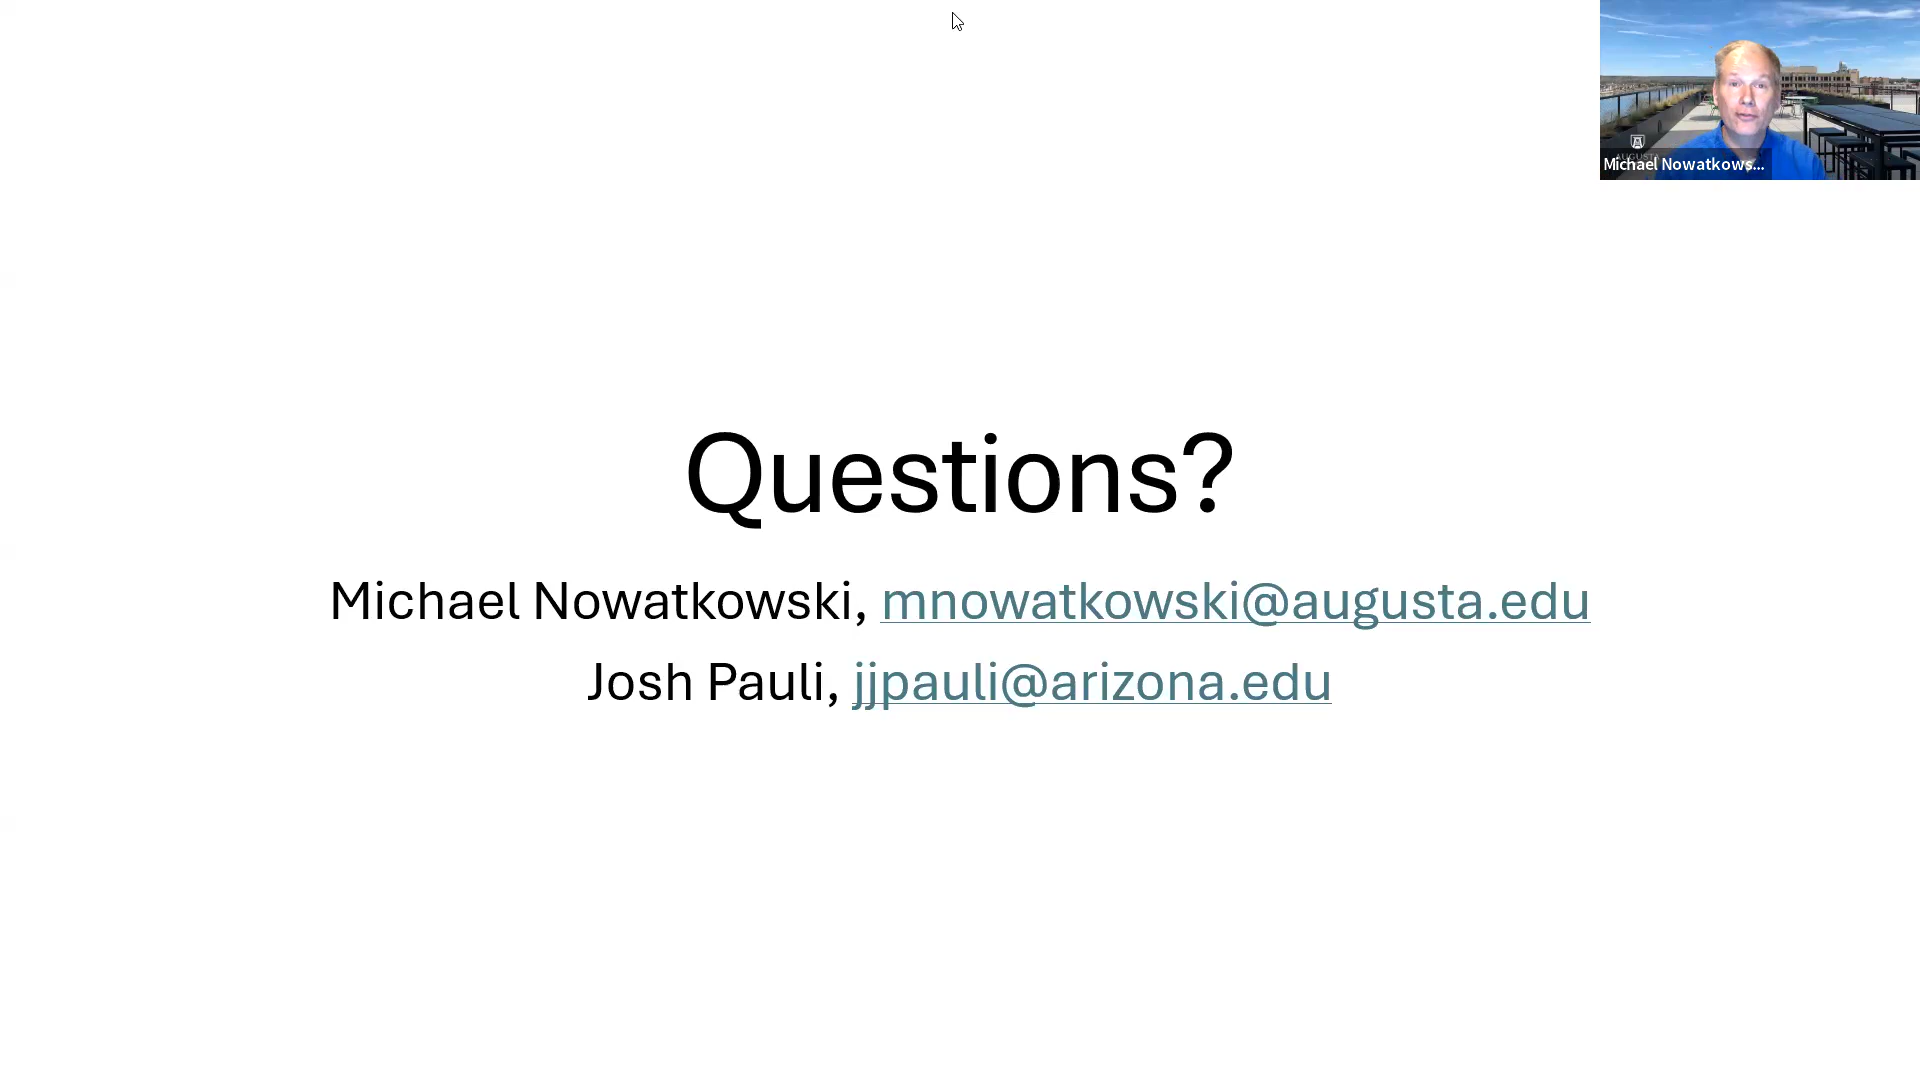 Michael Nowatkows...
Questions?
Michael Nowatkowski, mnowatkowski@augusta.edu
Josh Pauli, jjpauli@arizona.edu